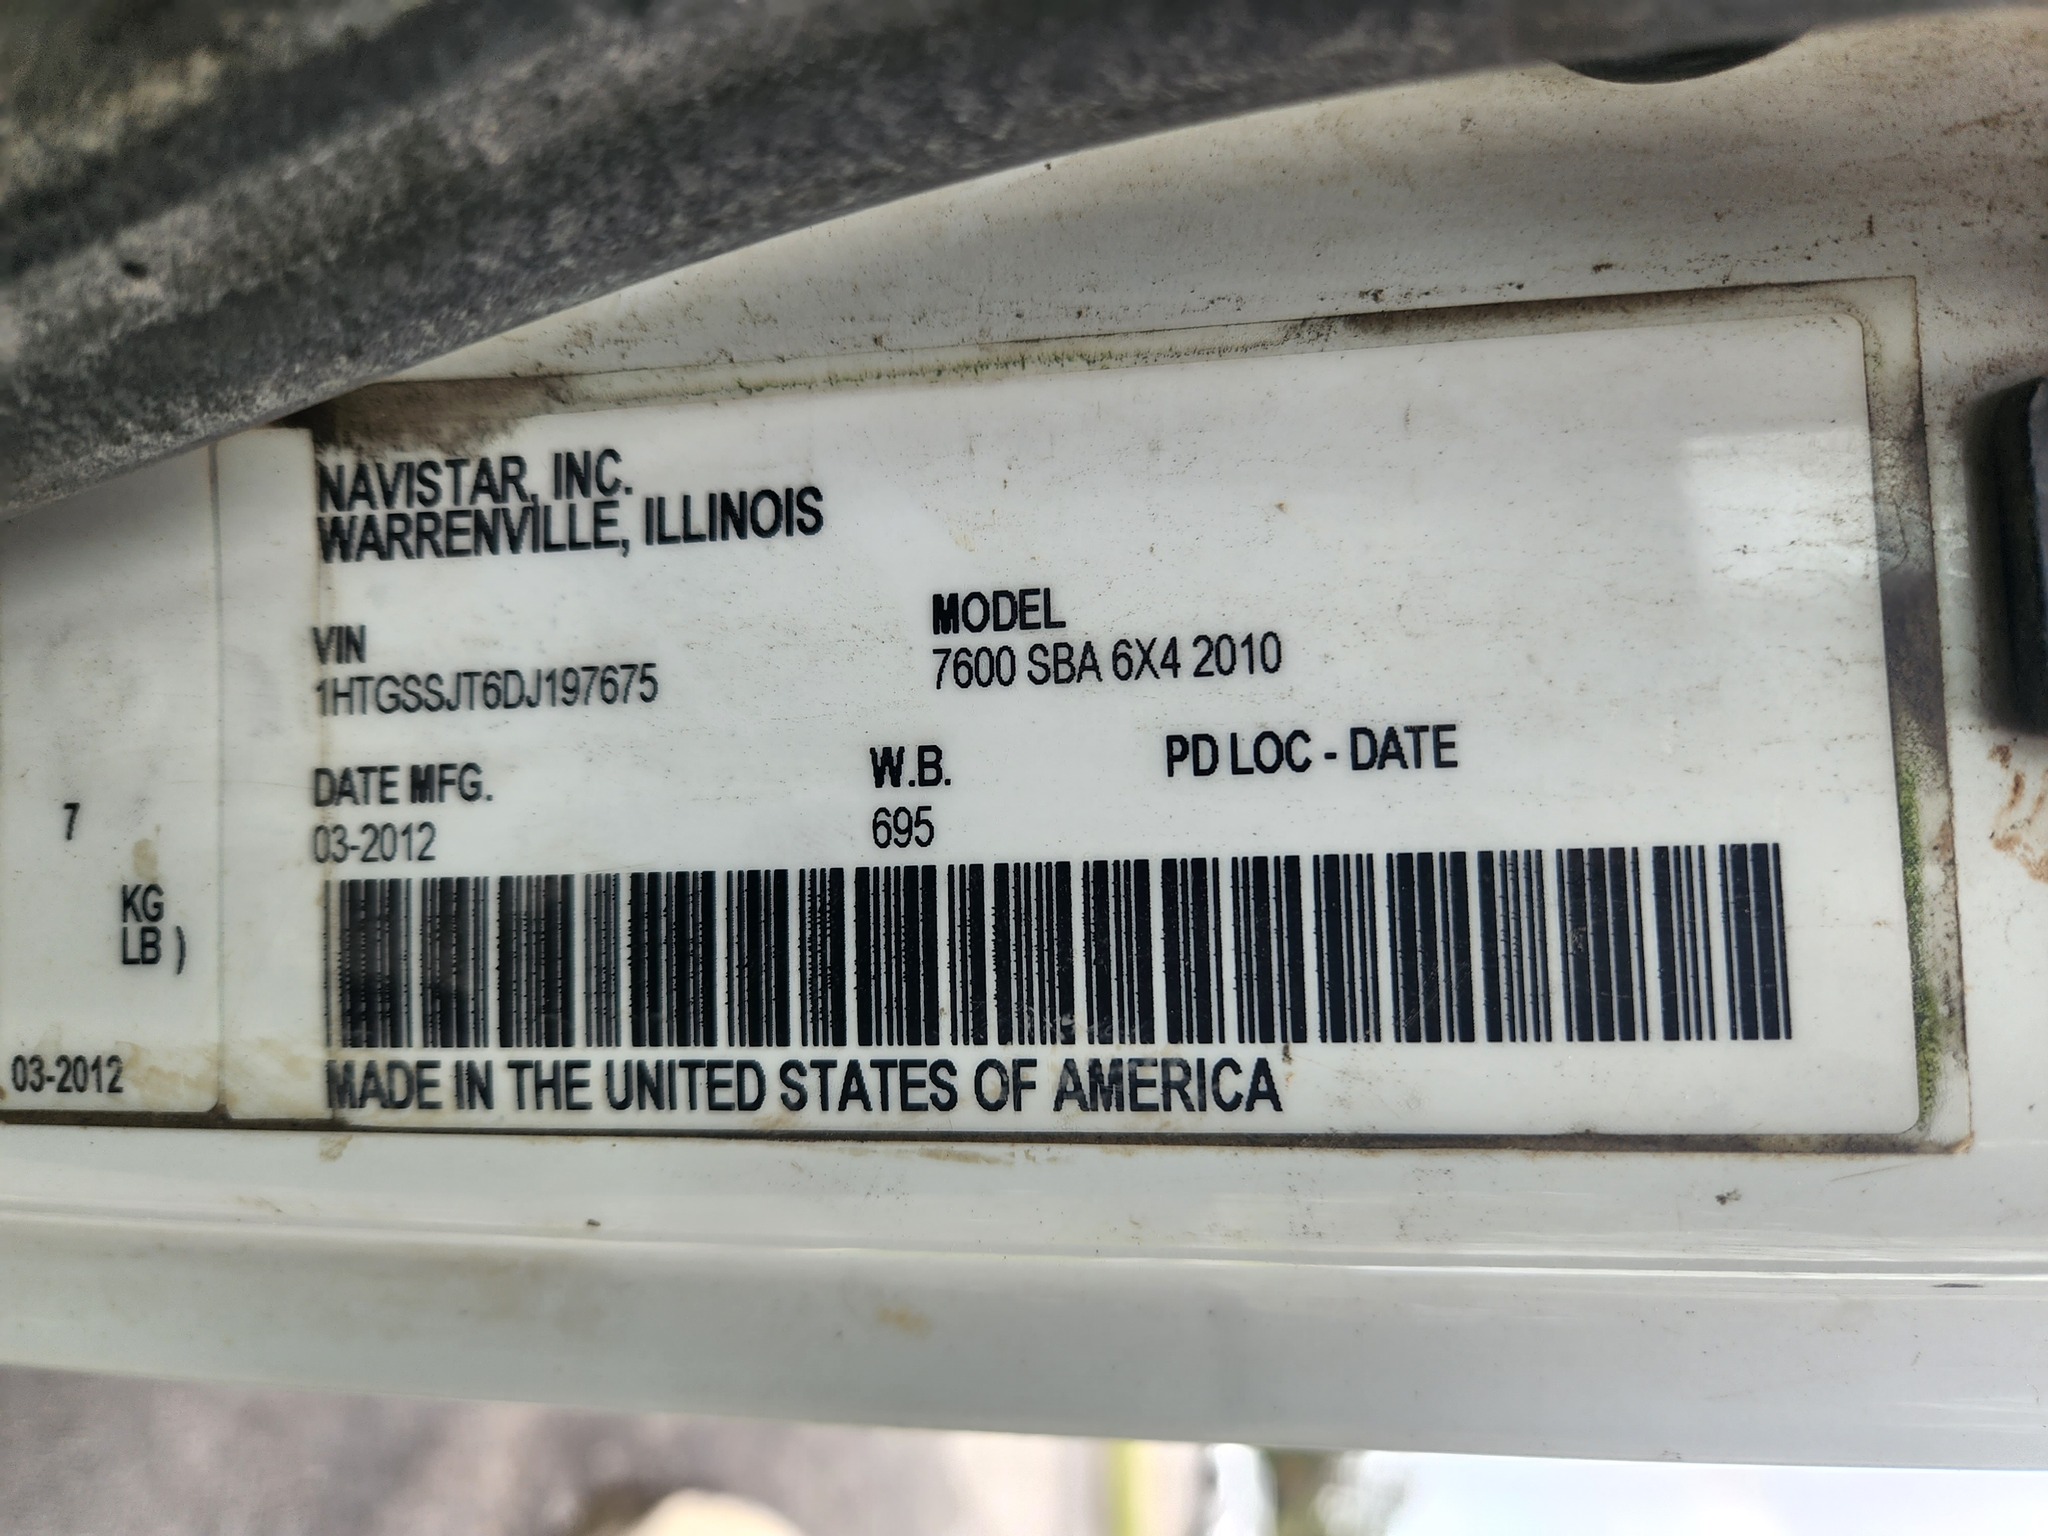 NAVISTAR, INC.
WARRENVILLE, ILLINOIS
VIN
1HTGSSJT6DJ197675
MODEL
7600 SBA 6X4 2010
DATE MFG.
03-2012
W.B.
695
PD LOC - DATE
MADE IN THE UNITED STATES OF AMERICA
7
KG
LB )
03-2012